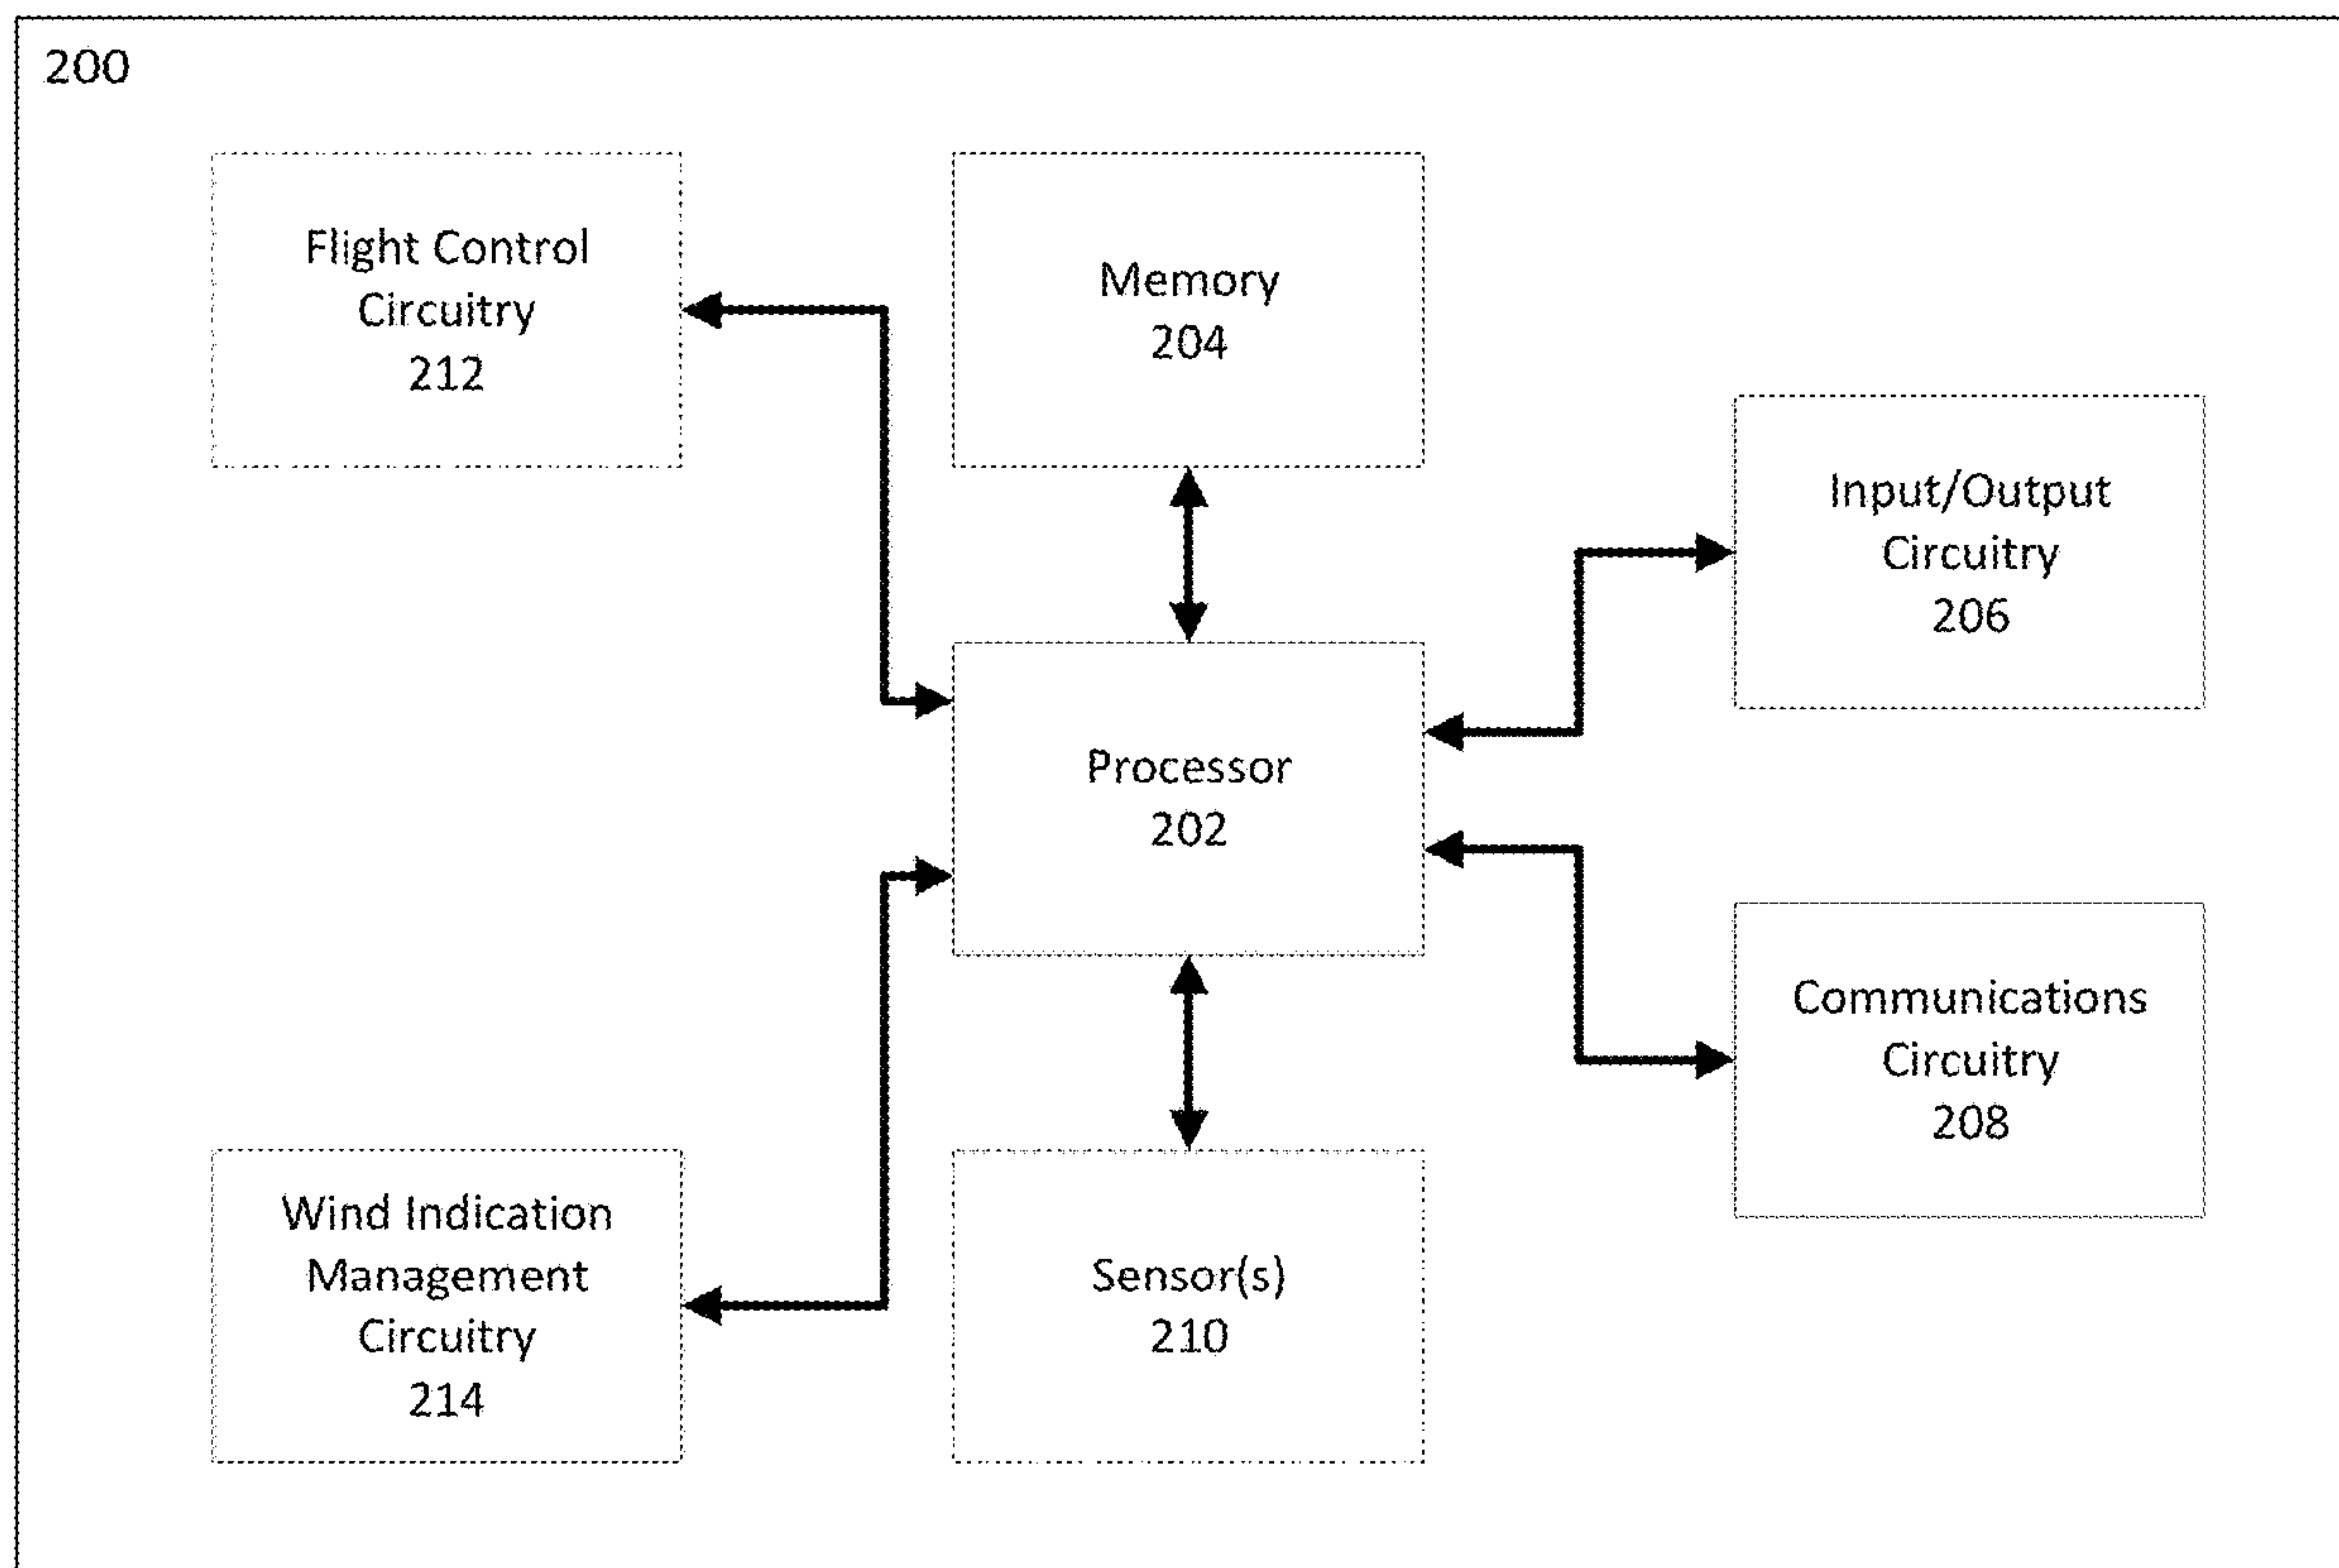 200
Flight Control
Circuitry
212
Memory
204
Input/Output
Circuitry
206
Processor
202
Communications
Circuitry
208
Wind Indication
Management
Circuitry
214
Sensor(s)
210